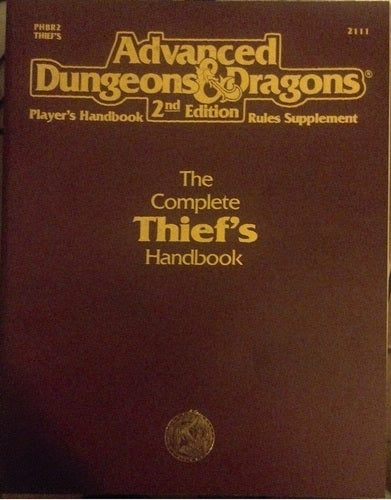 PHBR2
THIEF'S
2111
Advanced
Dungeons & Dragons®
2nd Edition
Player's Handbook
Rules Supplement
The
Complete
Thief's
Handbook